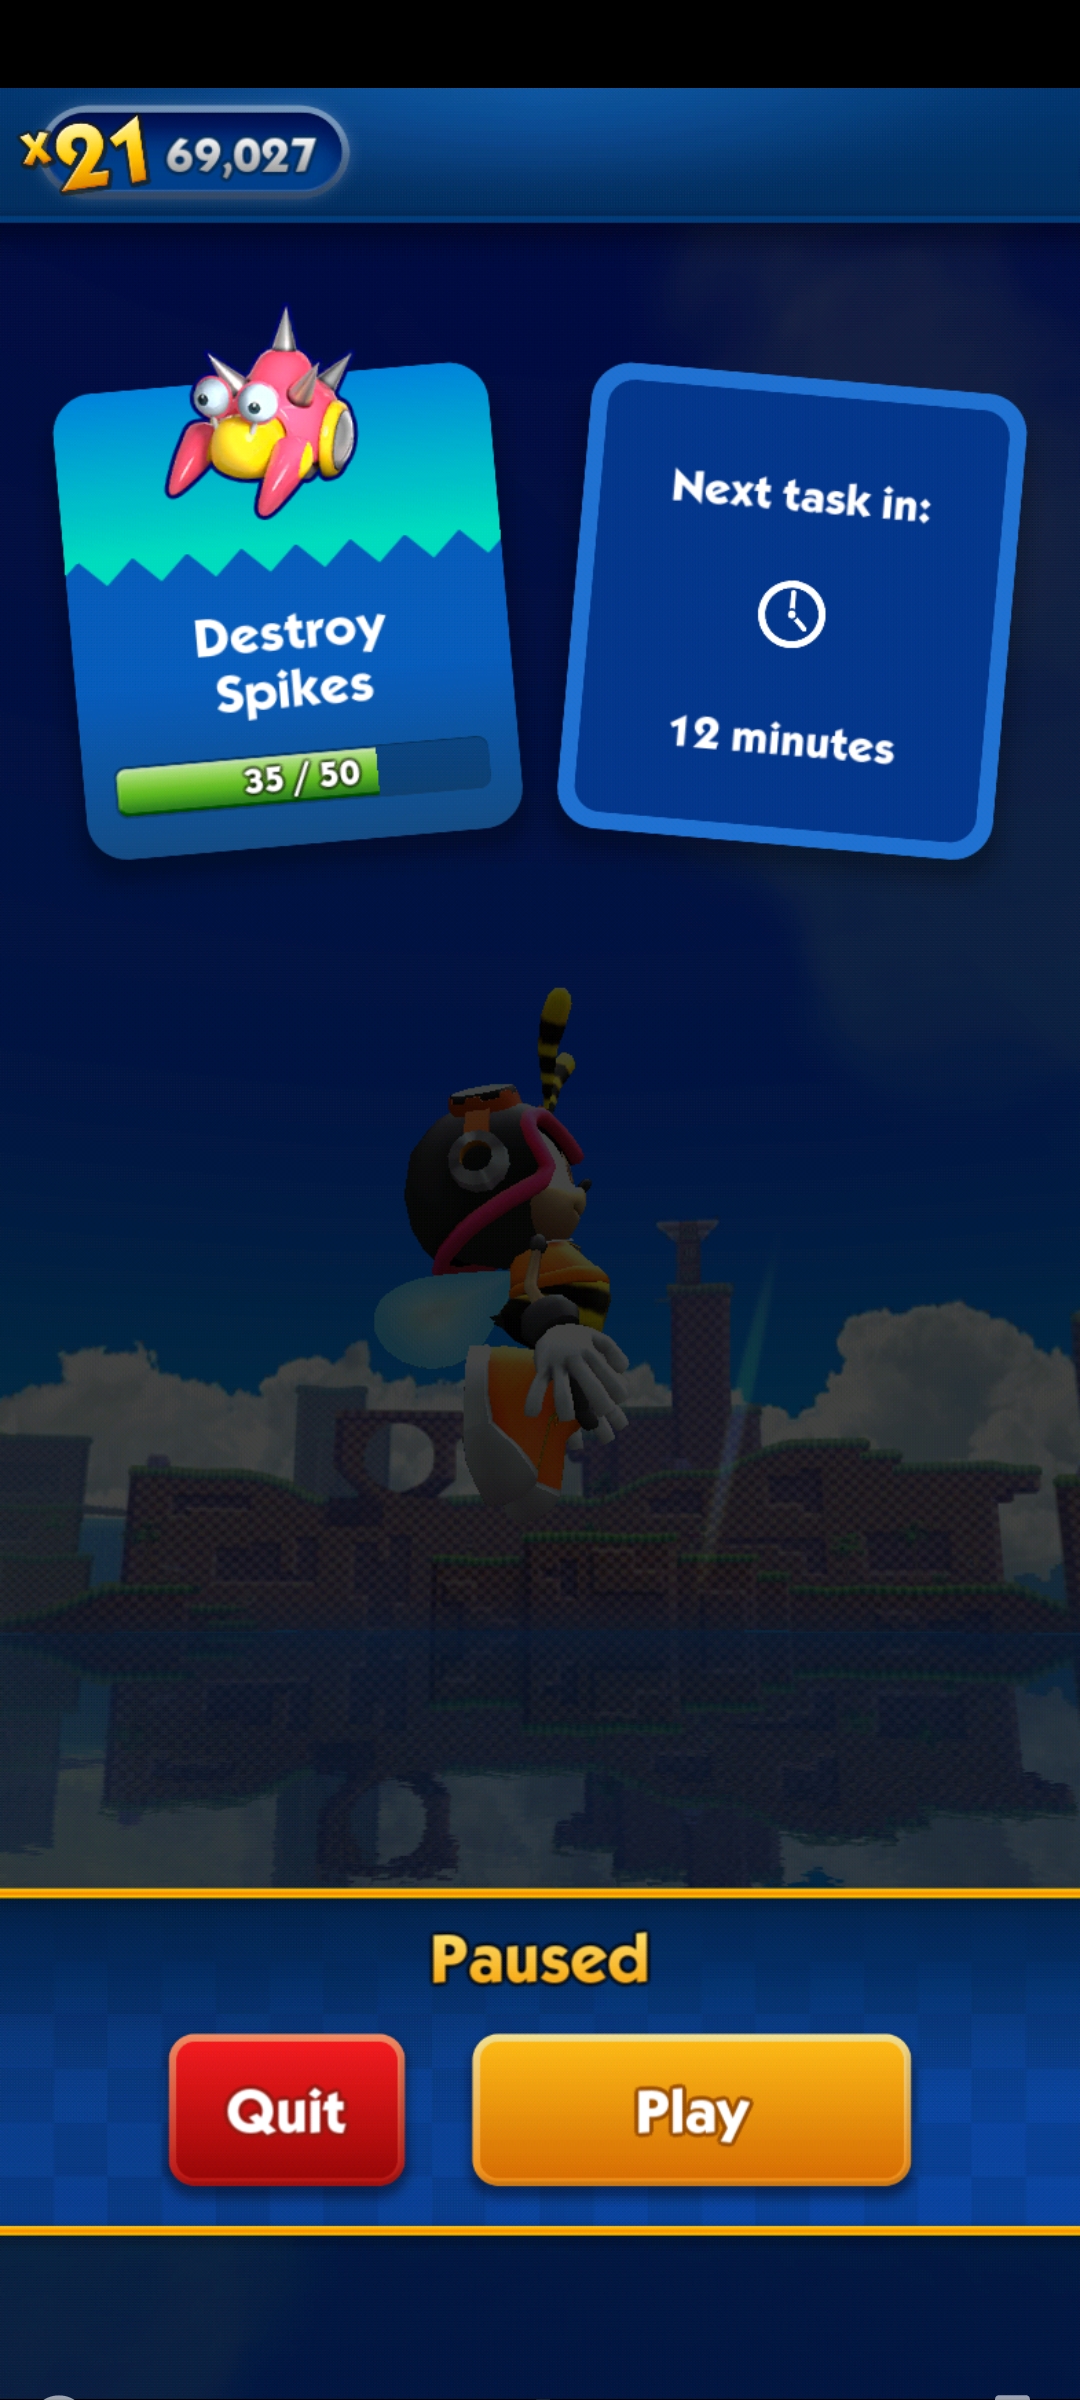 x21 69,027
Destroy
Spikes
35 / 50
Next task in:
12 minutes
Paused
Quit
Play